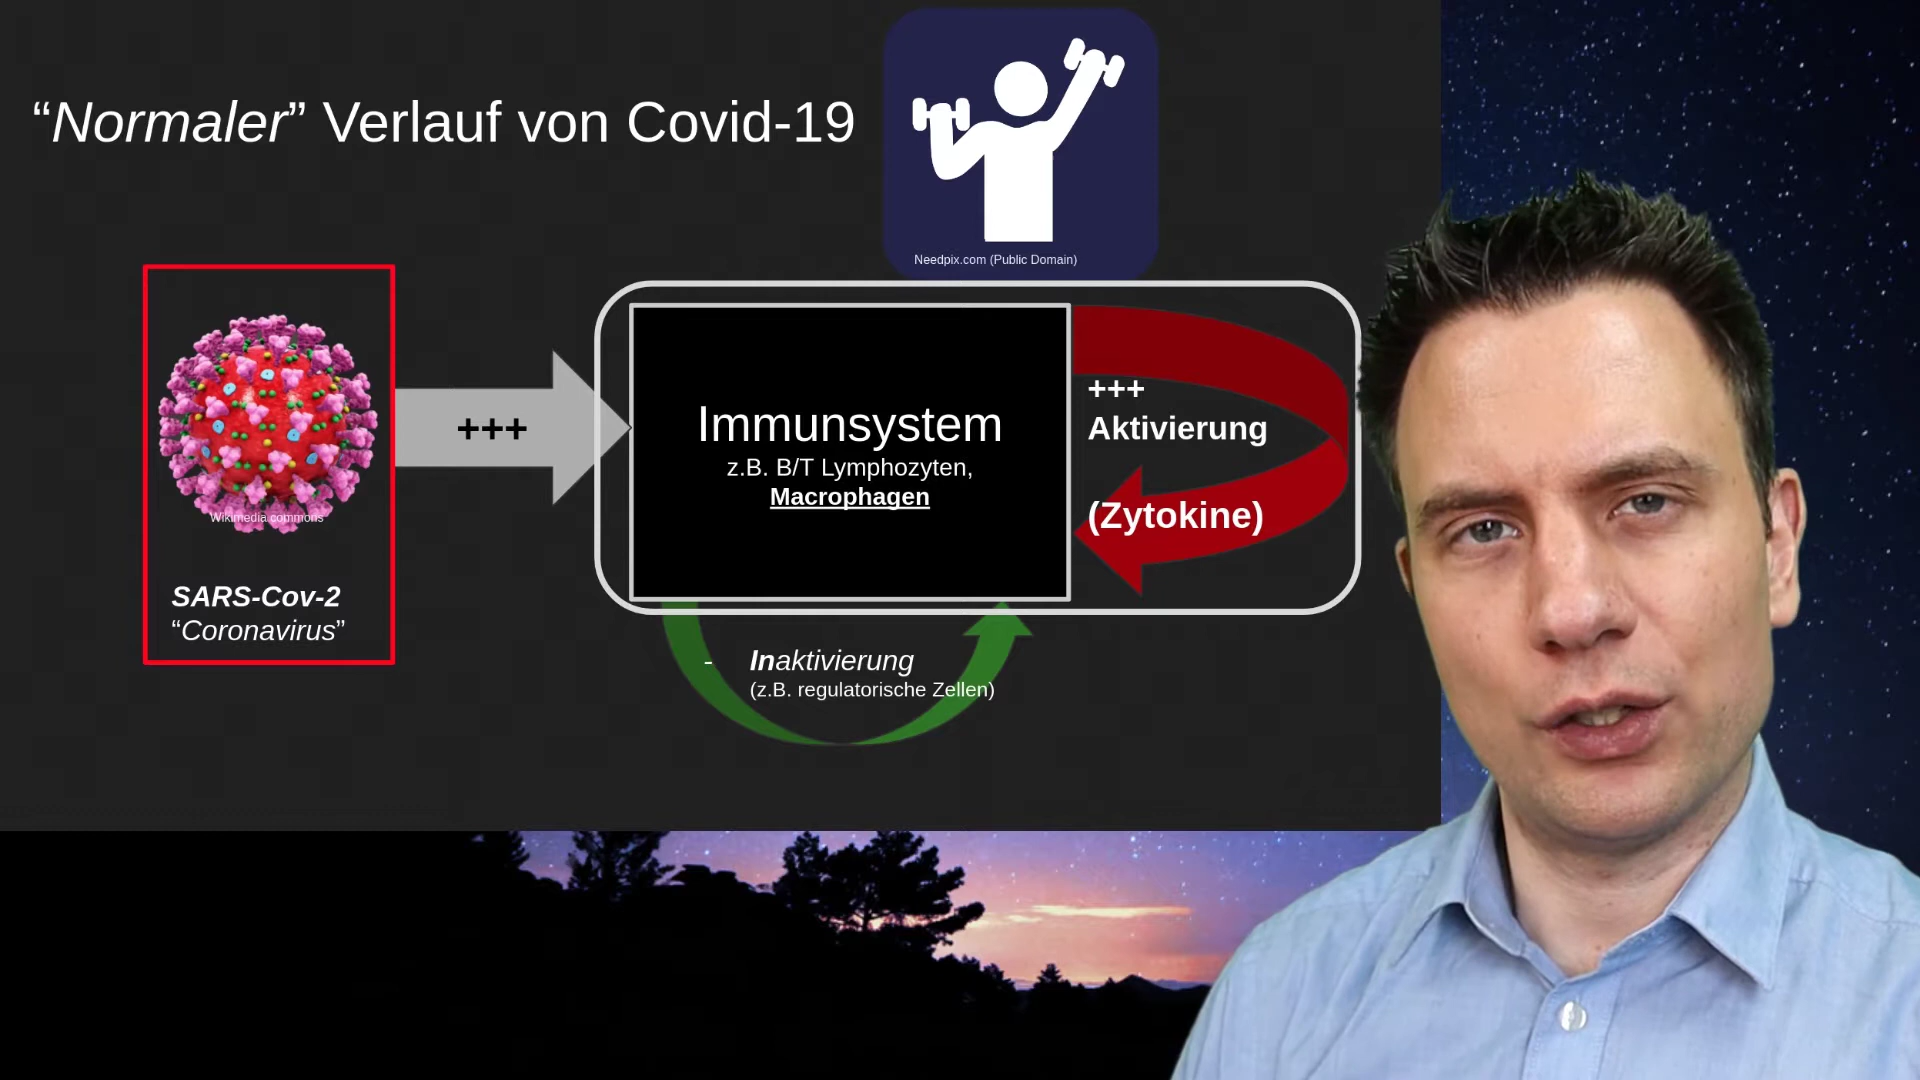 “Normaler” Verlauf von Covid-19
Needpix.com (Public Domain)
Wikimedia commons
SARS-Cov-2
“Coronavirus”
+++
Immunsystem
z.B. B/T Lymphozyten,
Macrophagen
+++
Aktivierung
(Zytokine)
- Inaktivierung
(z.B. regulatorische Zellen)